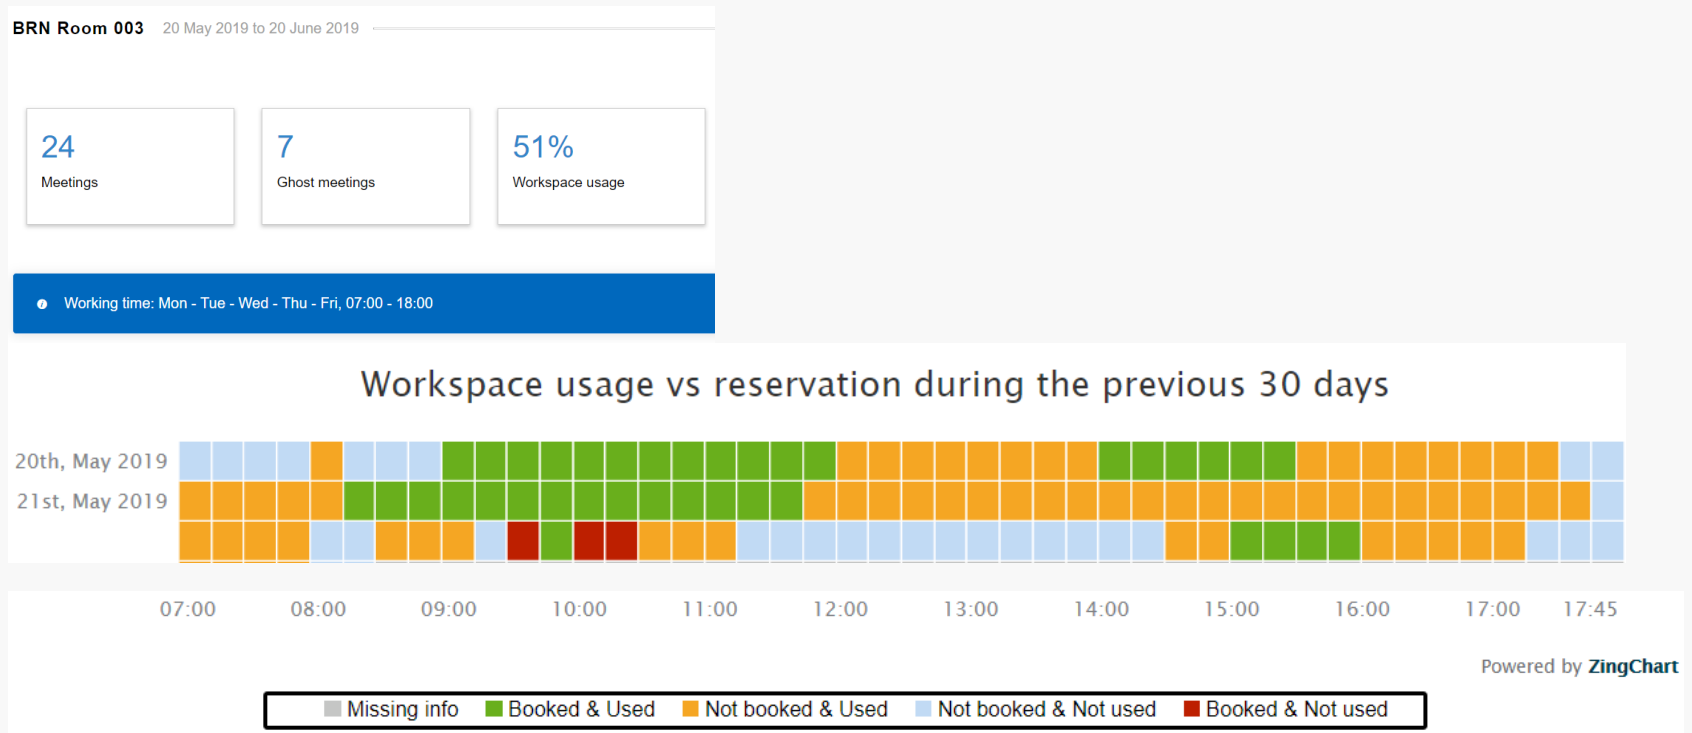 BRN Room 003 20 May 2019 to 20 June 2019
24 7 51%
Meetings Ghost meetings Workspace usage
Working time: Mon - Tue - Wed - Thu - Fri, 07:00 - 18:00
Workspace usage vs reservation during the previous 30 days
20th, May 2019
21st, May 2019
07:00 08:00 09:00 10:00 11:00 12:00 13:00 14:00 15:00 16:00 17:00 17:45
Powered by ZingChart
Missing info Booked & Used Not booked & Used Not booked & Not used Booked & Not used